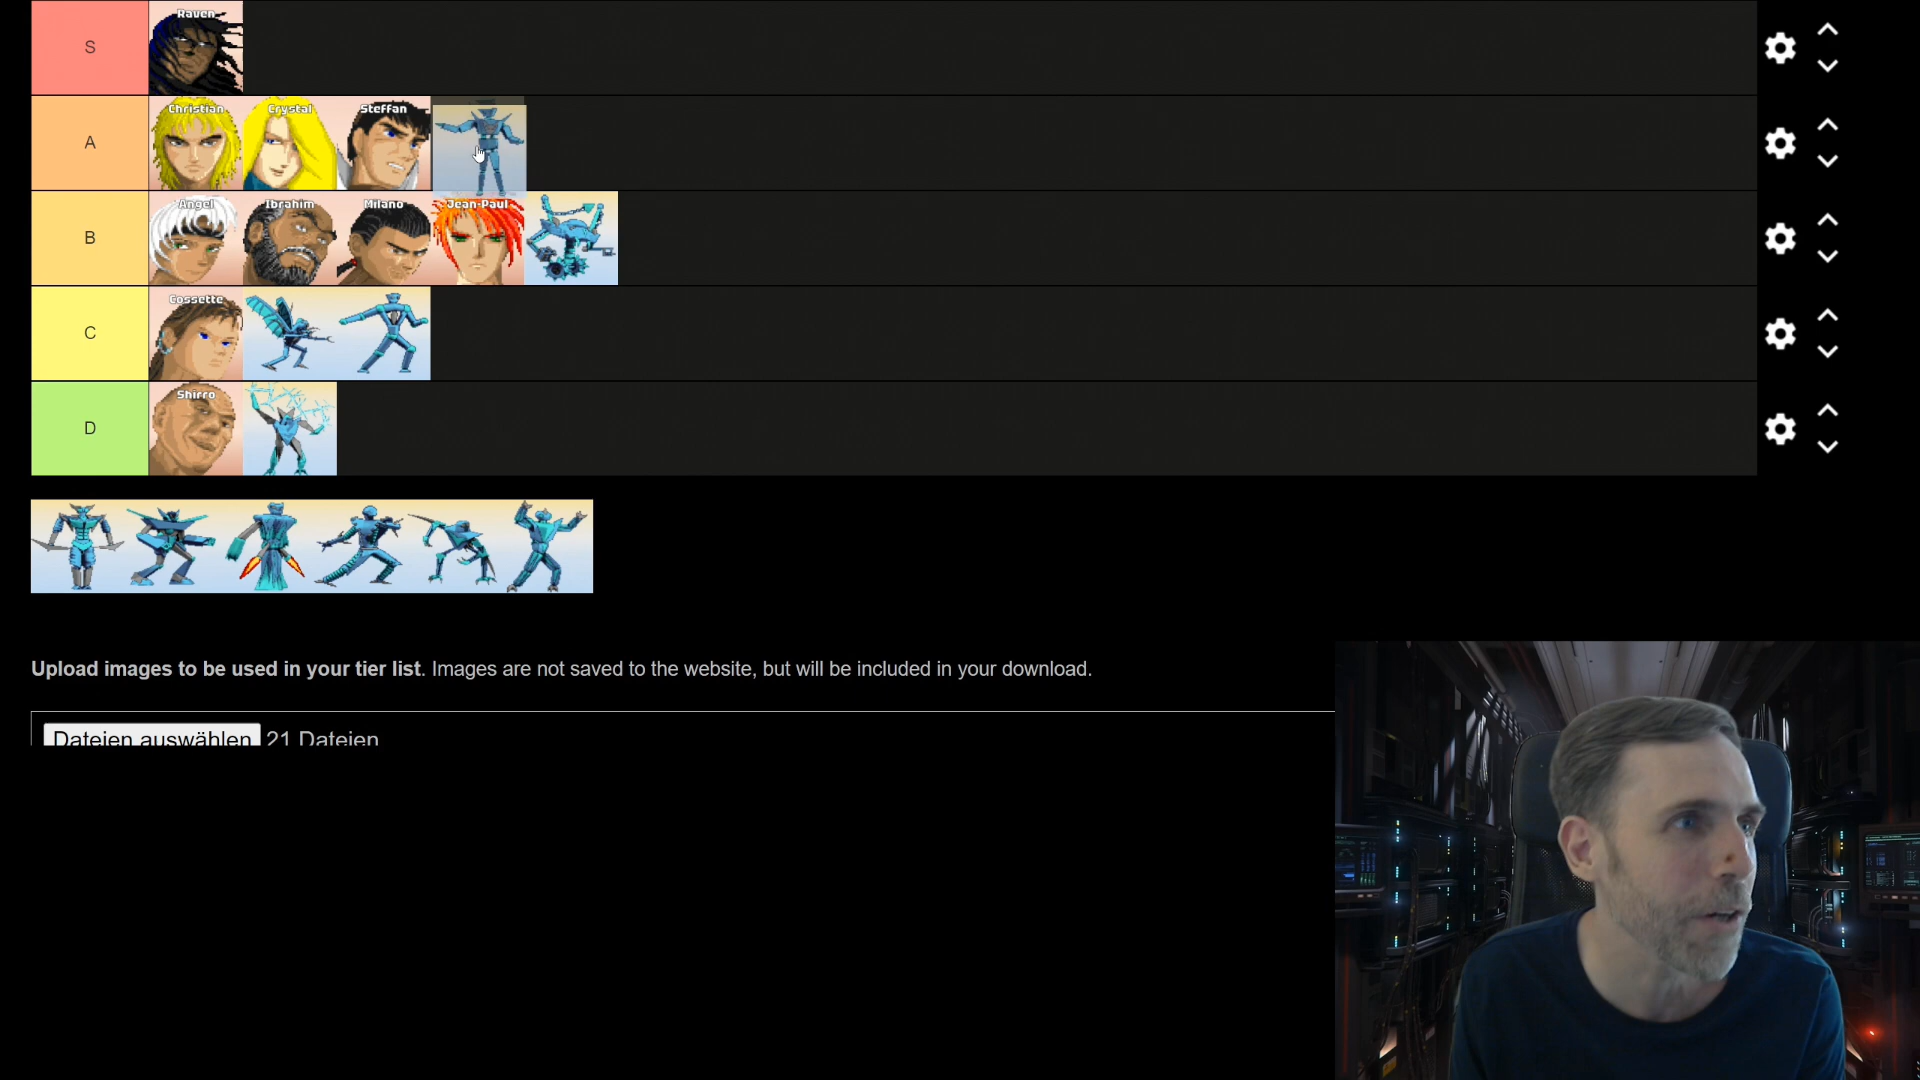 S
Raven
A
Christian Crystal Steffan
B
Angel Ibrahim Milano Jean-Paul
C
Cossette
D
Shirro
Upload images to be used in your tier list. Images are not saved to the website, but will be included in your download.
Dateien auswählen 21 Dateien